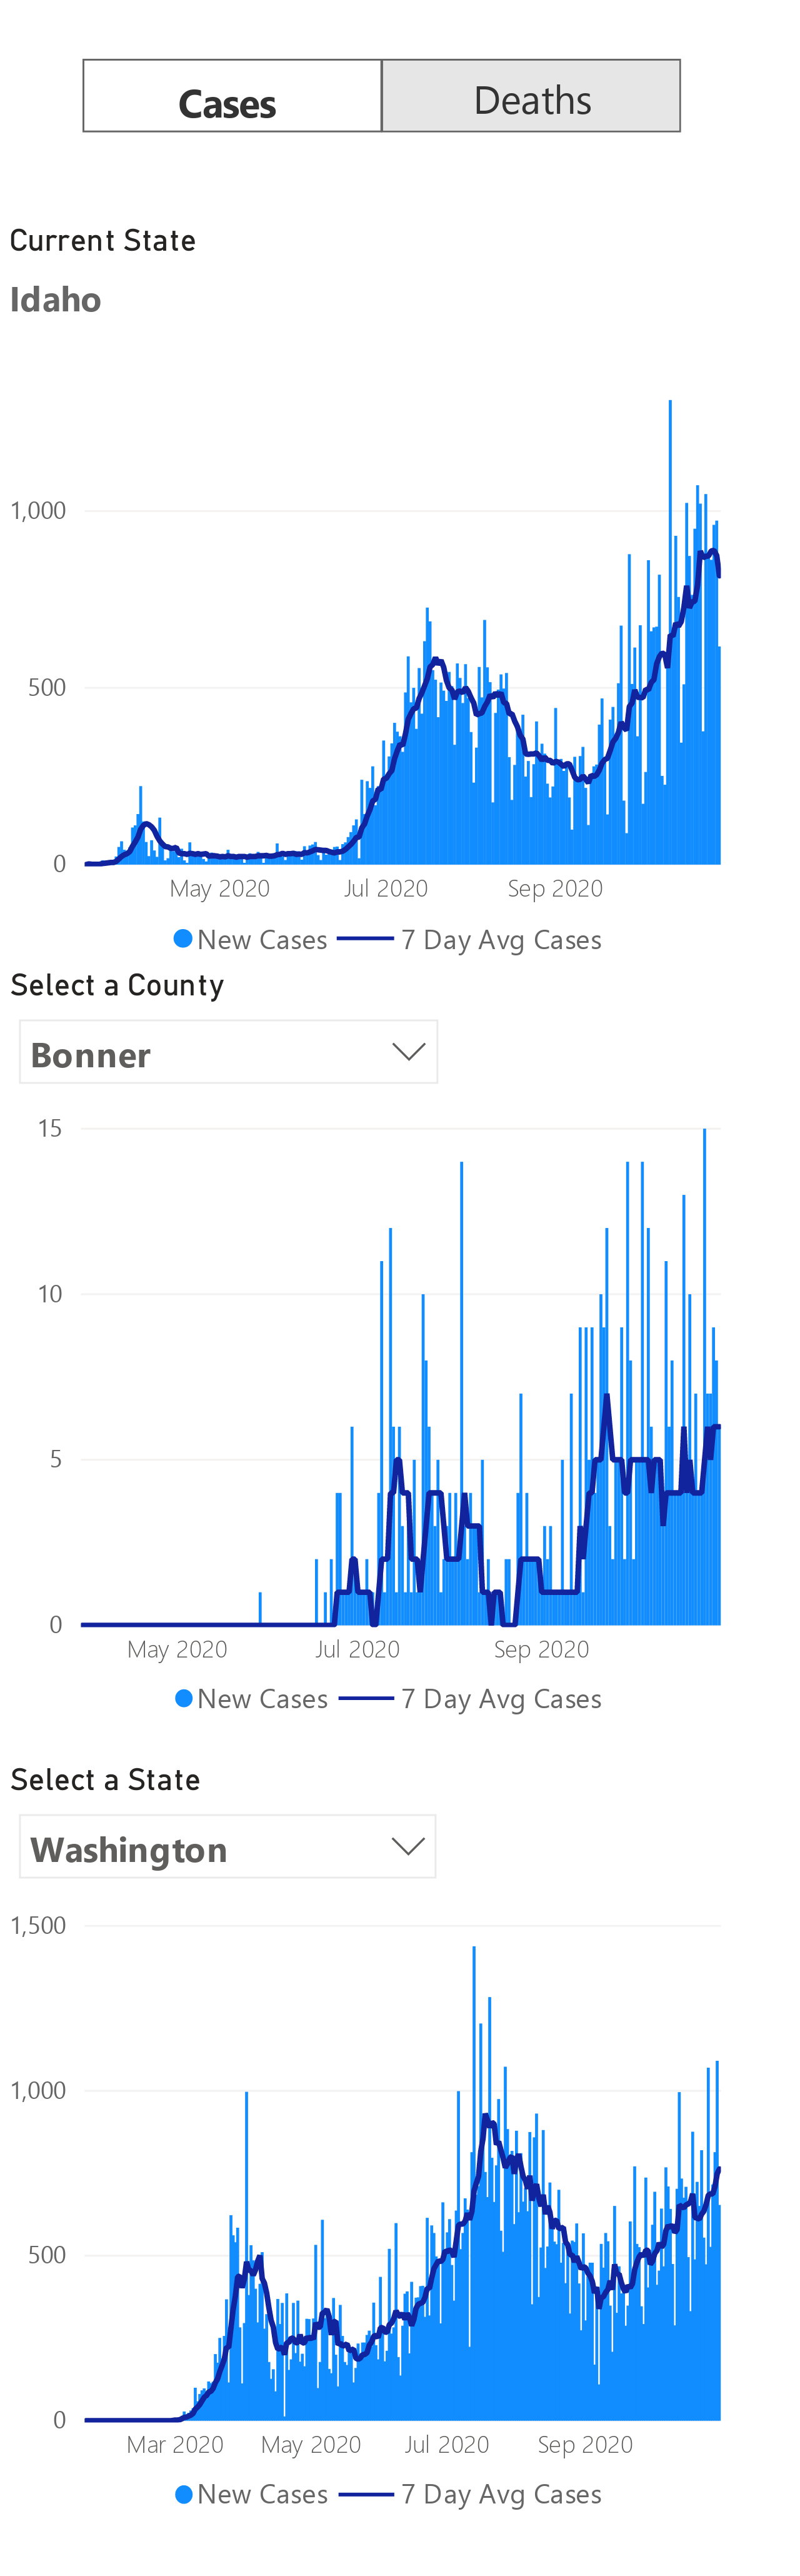 Cases Deaths
Current State
Idaho
1,000
500
0
May 2020 Jul 2020 Sep 2020
New Cases 7 Day Avg Cases
Select a County
Bonner
15
10
5
0
May 2020 Jul 2020 Sep 2020
New Cases 7 Day Avg Cases
Select a State
Washington
1,500
1,000
500
0
Mar 2020 May 2020 Jul 2020 Sep 2020
New Cases 7 Day Avg Cases